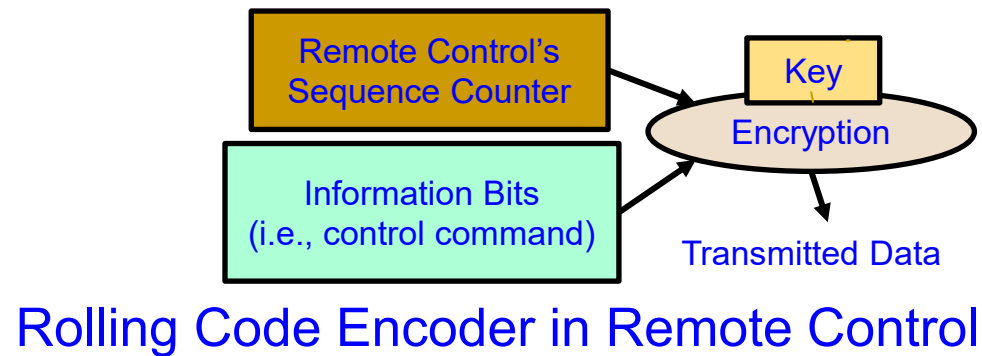 Remote Control's
Sequence Counter
Key
Encryption
Information Bits
(i.e., control command)
Transmitted Data
Rolling Code Encoder in Remote Control